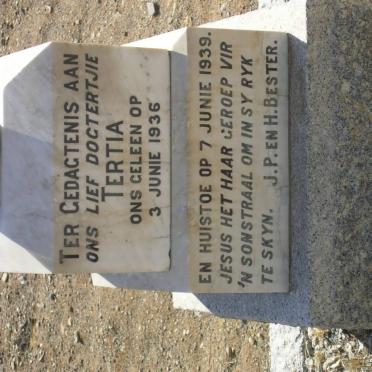 TER GEDACTENIS AAN
ONS LIEF DOGTERTJIE
TERTIA
ONS GELEEN OP
3 JUNIE 1936
EN HUISTOE OP 7 JUNIE 1939.
JESUS HET HAAR GEROEP VIR
'N SONSTRAAL OM IN SY RYK
TE SKYN. J.P. EN H. BESTER.